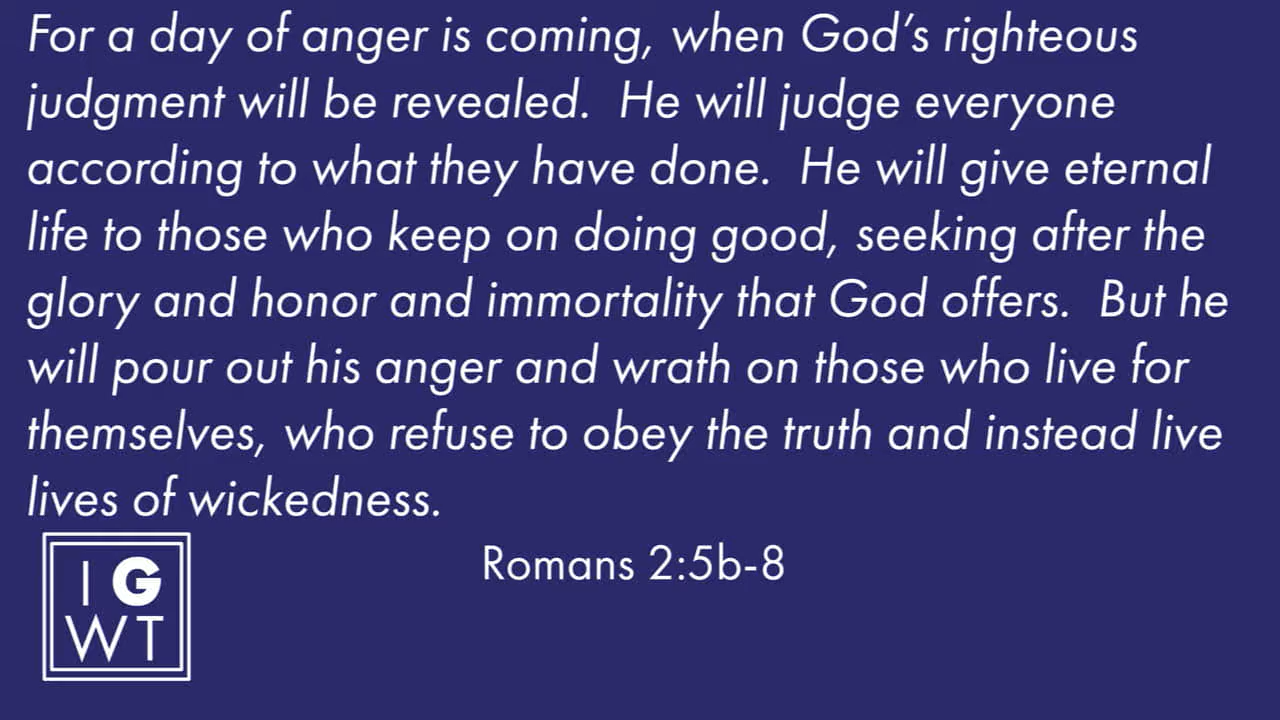 For a day of anger is coming, when God’s righteous
judgment will be revealed.  He will judge everyone
according to what they have done.  He will give eternal
life to those who keep on doing good, seeking after the
glory and honor and immortality that God offers.  But he
will pour out his anger and wrath on those who live for
themselves, who refuse to obey the truth and instead live
lives of wickedness.
Romans 2:5b-8
I G
WT